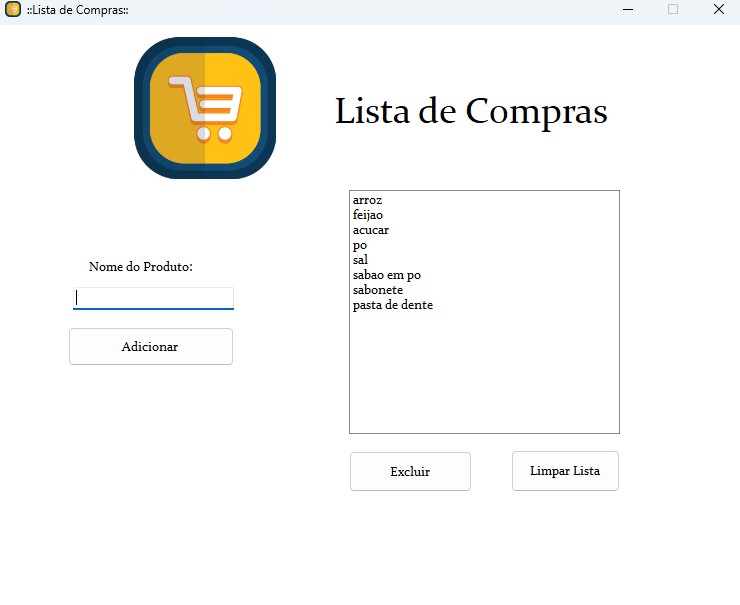 ::Lista de Compras::
Lista de Compras
Nome do Produto:
Adicionar
arroz
feijao
acucar
po
sal
sabao em po
sabonete
pasta de dente
Excluir
Limpar Lista